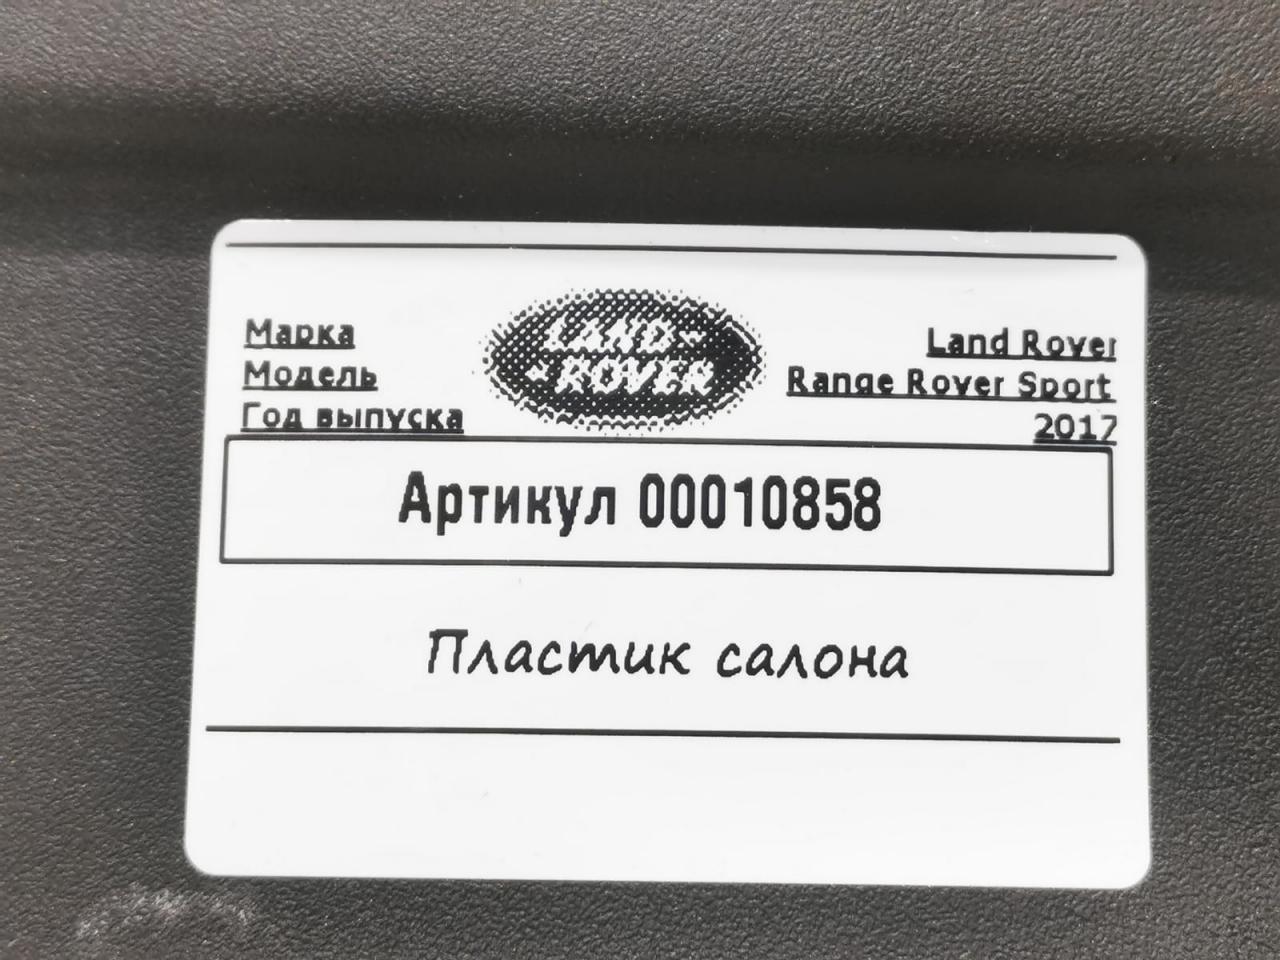 Марка
Модель
Год выпуска
LAND-
ROVER
Land Rover
Range Rover Sport
2017
Артикул 00010858
Пластик салона